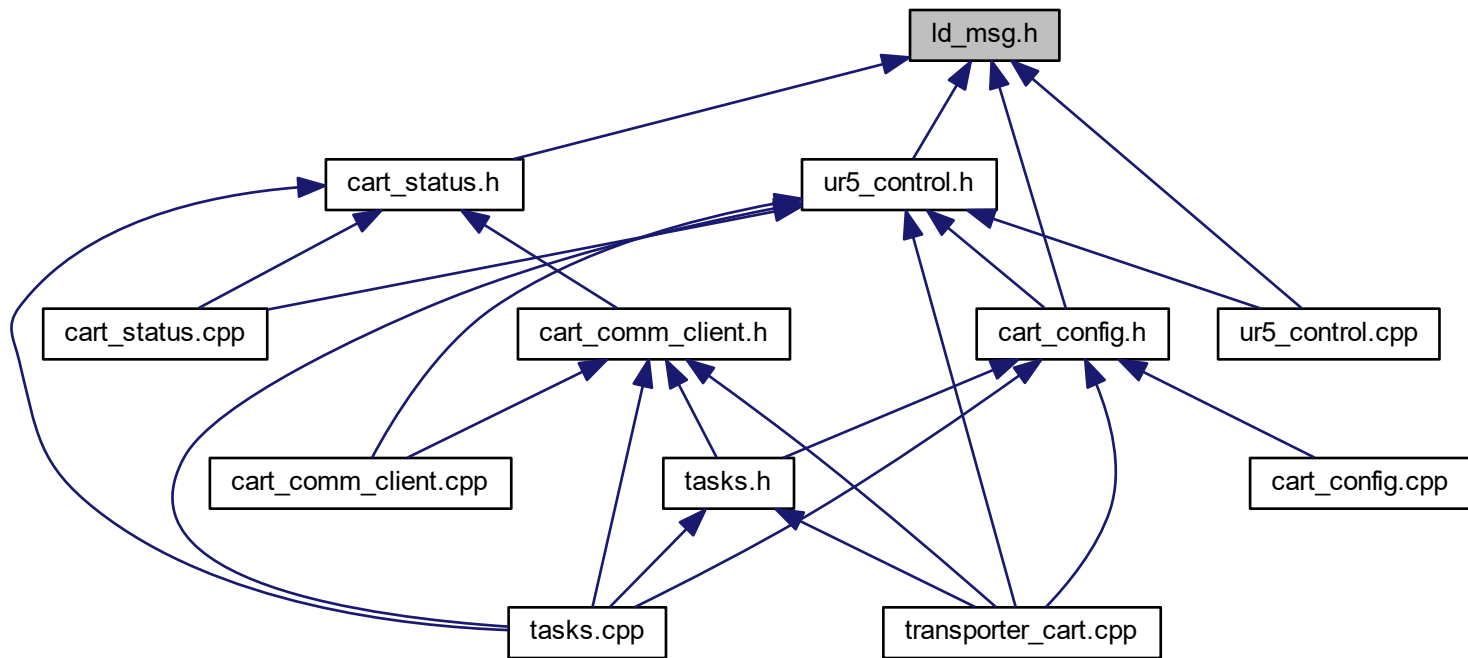 ld_msg.h
cart_status.h
ur5_control.h
cart_status.cpp
cart_comm_client.h
cart_config.h
ur5_control.cpp
cart_comm_client.cpp
tasks.h
cart_config.cpp
tasks.cpp
transporter_cart.cpp